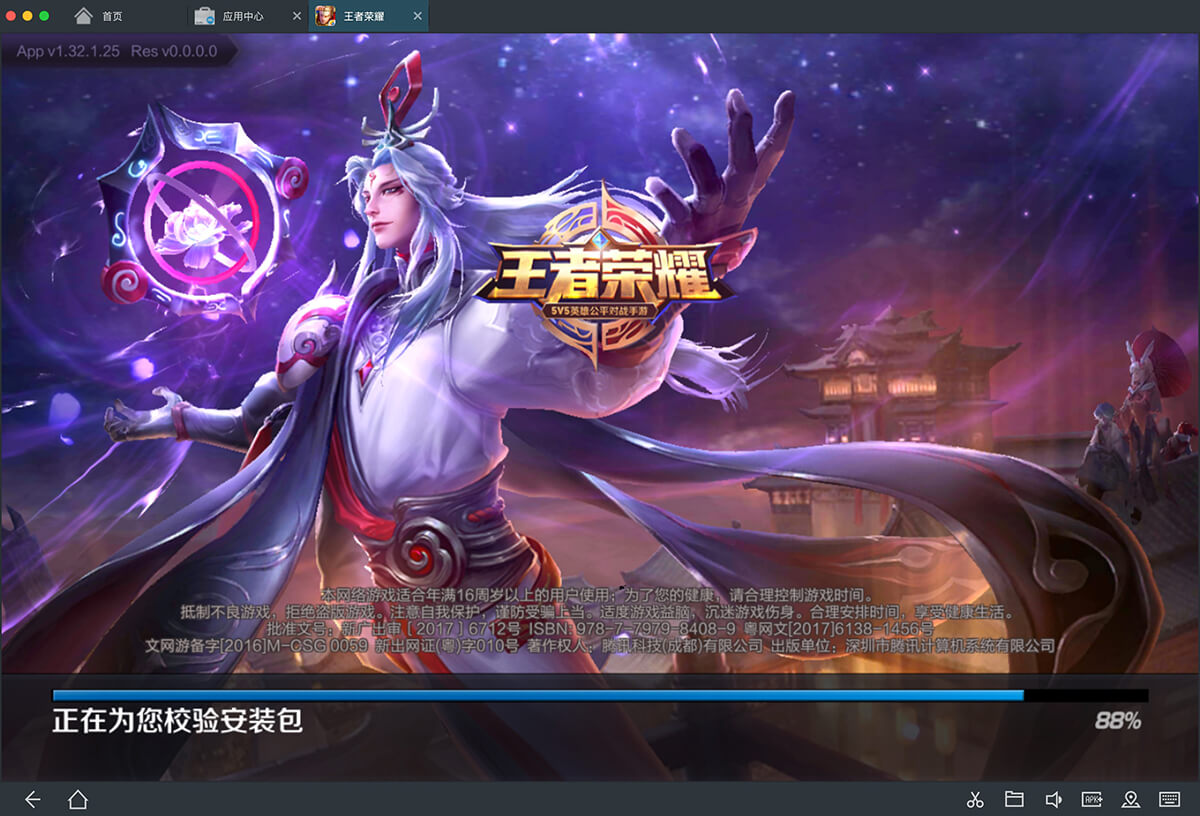 首页
应用中心
王者荣耀
App v1.32.1.25 Res v0.0.0.0
王者荣耀
5V5英雄公平对战手游
本网络游戏适合年满16周岁以上的用户使用；为了您的健康，请合理控制游戏时间。
抵制不良游戏，拒绝盗版游戏。注意自我保护，谨防受骗上当。适度游戏益脑，沉迷游戏伤身。合理安排时间，享受健康生活。
批准文号：新广出审［2017］6712号 ISBN: 978-7-7979-8408-9 粤网文[2017]6138-1456号
文网游备字[2016]M-CSG 0059 新出网证(粤)字010号 著作权人：腾讯科技(成都)有限公司 出版单位：深圳市腾讯计算机系统有限公司
正在为您校验安装包
88%
APK+